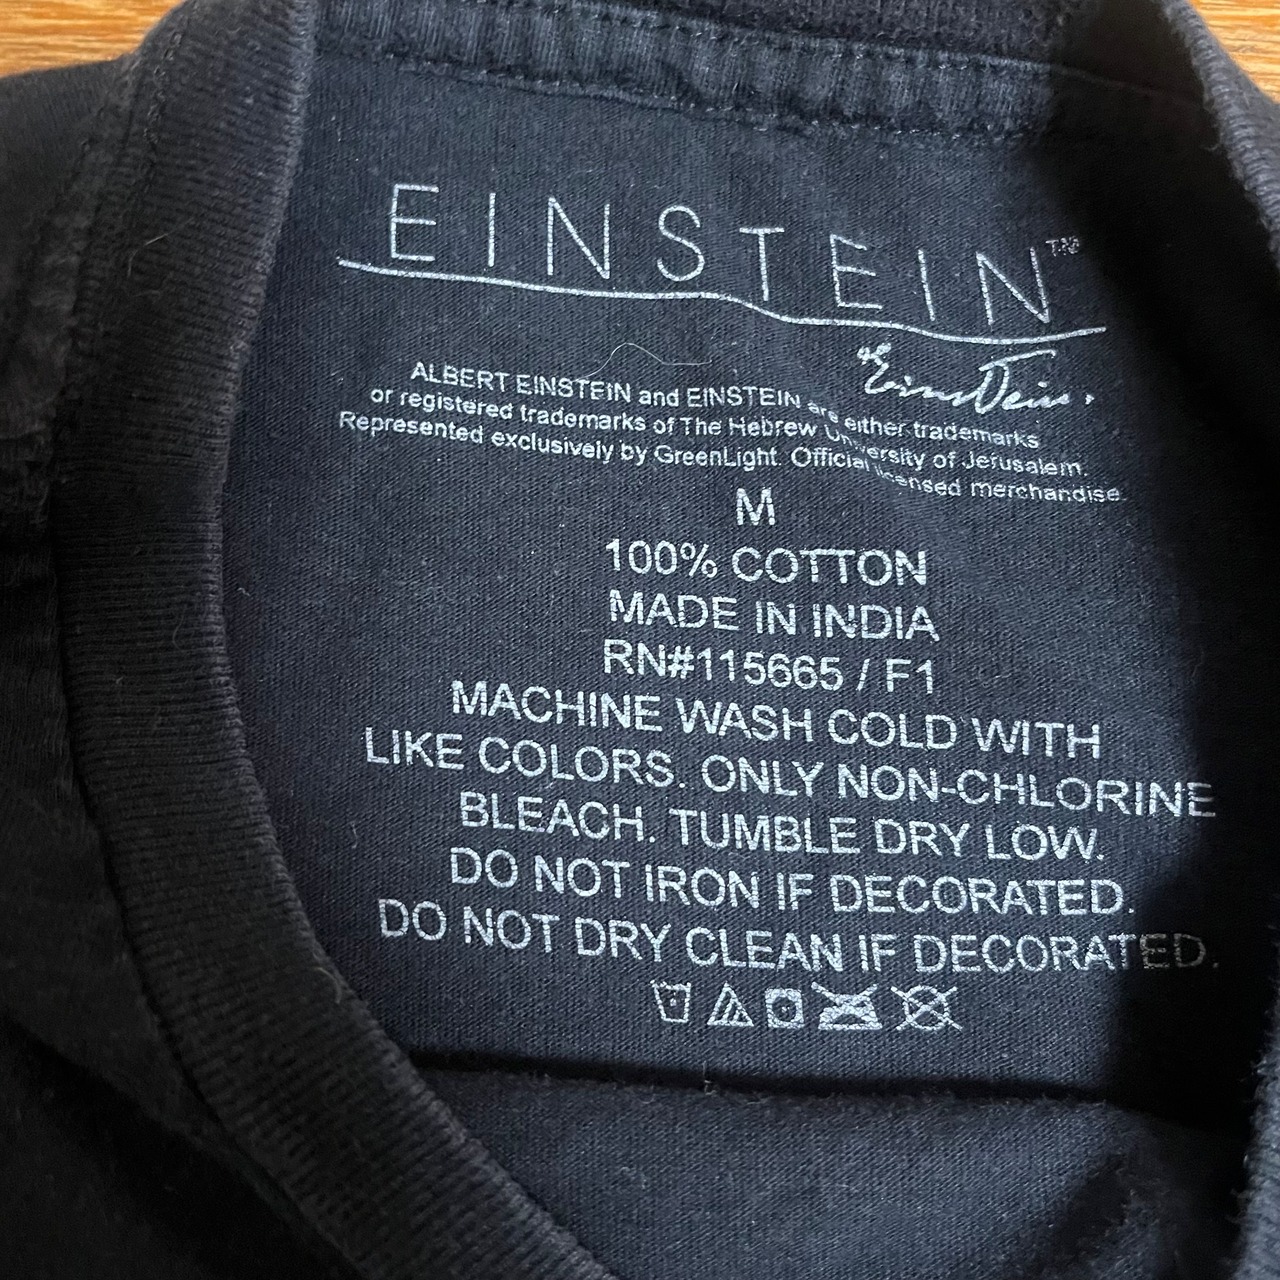 EINSTEIN™
A. Einstein.
ALBERT EINSTEIN and EINSTEIN are either trademarks
or registered trademarks of The Hebrew University of Jerusalem.
Represented exclusively by GreenLight. Official licensed merchandise.
M
100% COTTON
MADE IN INDIA
RN#115665 / F1
MACHINE WASH COLD WITH
LIKE COLORS. ONLY NON-CHLORINE
BLEACH. TUMBLE DRY LOW.
DO NOT IRON IF DECORATED.
DO NOT DRY CLEAN IF DECORATED.